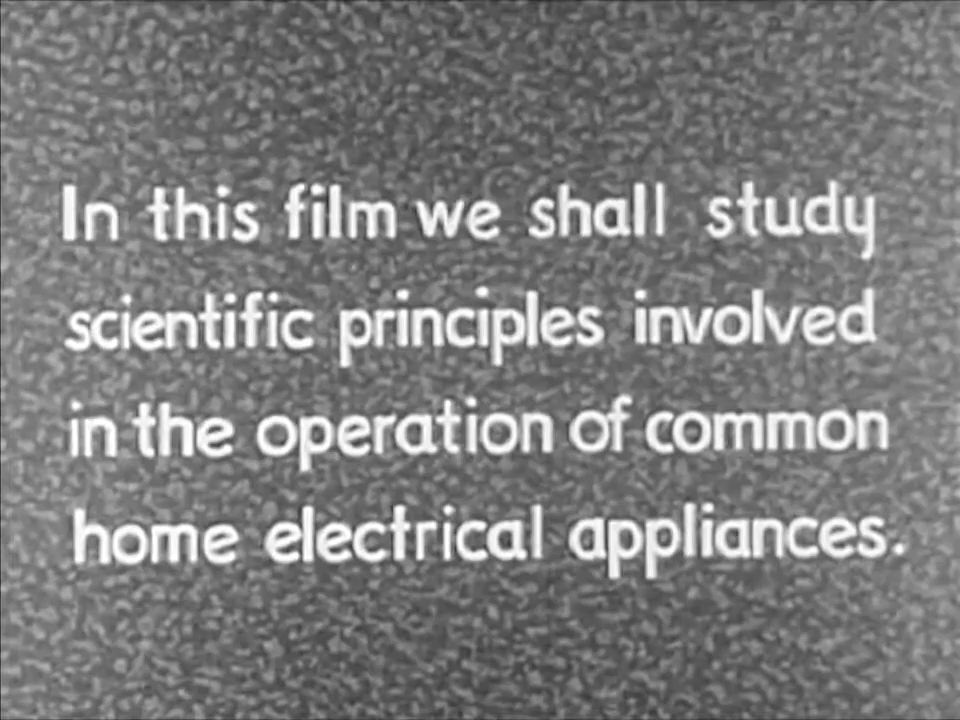 In this film we shall study
scientific principles involved
in the operation of common
home electrical appliances.